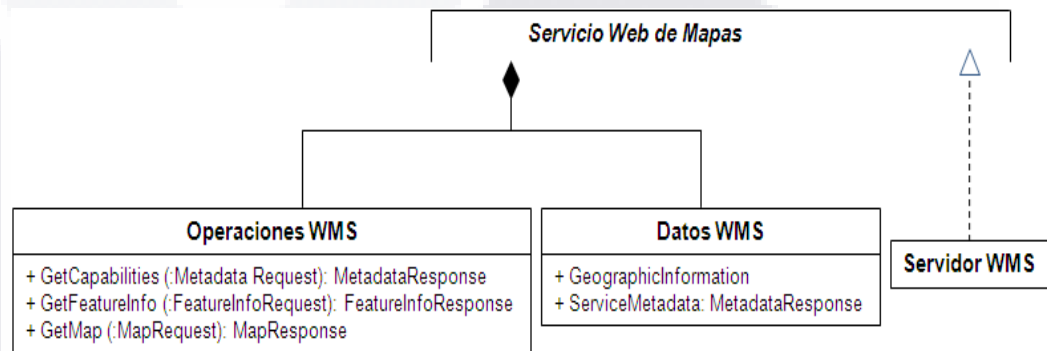 Servicio Web de Mapas
Operaciones WMS
+ GetCapabilities (:Metadata Request): MetadataResponse
+ GetFeatureInfo (:FeatureInfoRequest): FeatureInfoResponse
+ GetMap (:MapRequest): MapResponse
Datos WMS
+ GeographicInformation
+ ServiceMetadata: MetadataResponse
Servidor WMS